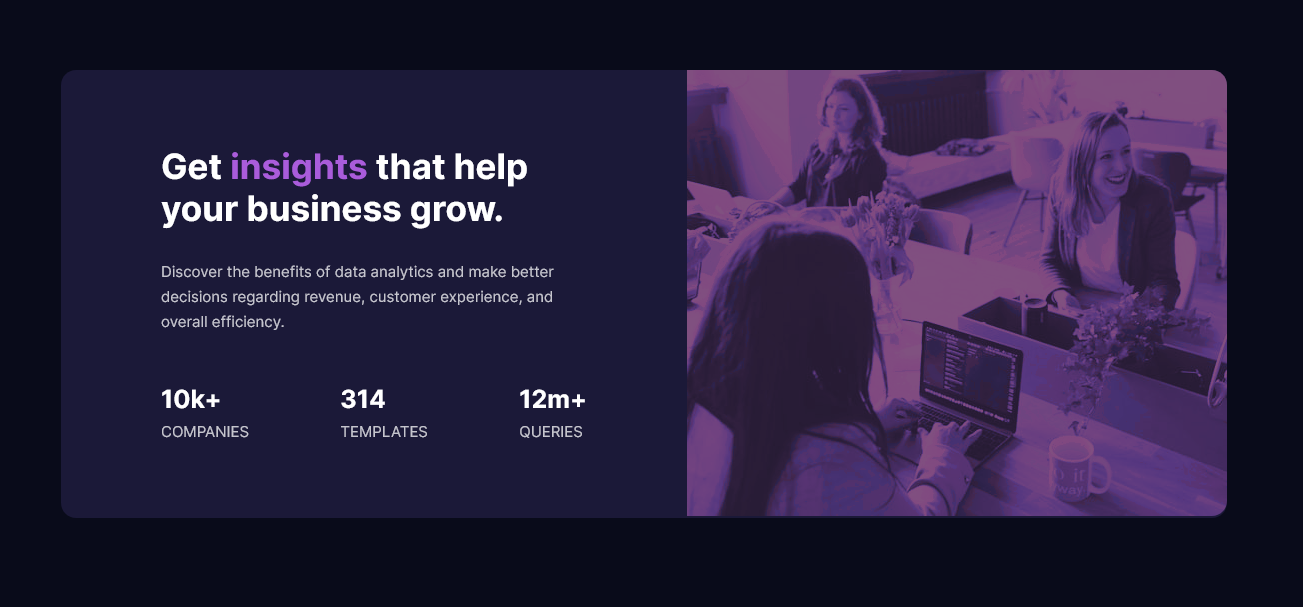 Get insights that help
your business grow.
Discover the benefits of data analytics and make better
decisions regarding revenue, customer experience, and
overall efficiency.
10k+
314
12m+
COMPANIES
TEMPLATES
QUERIES